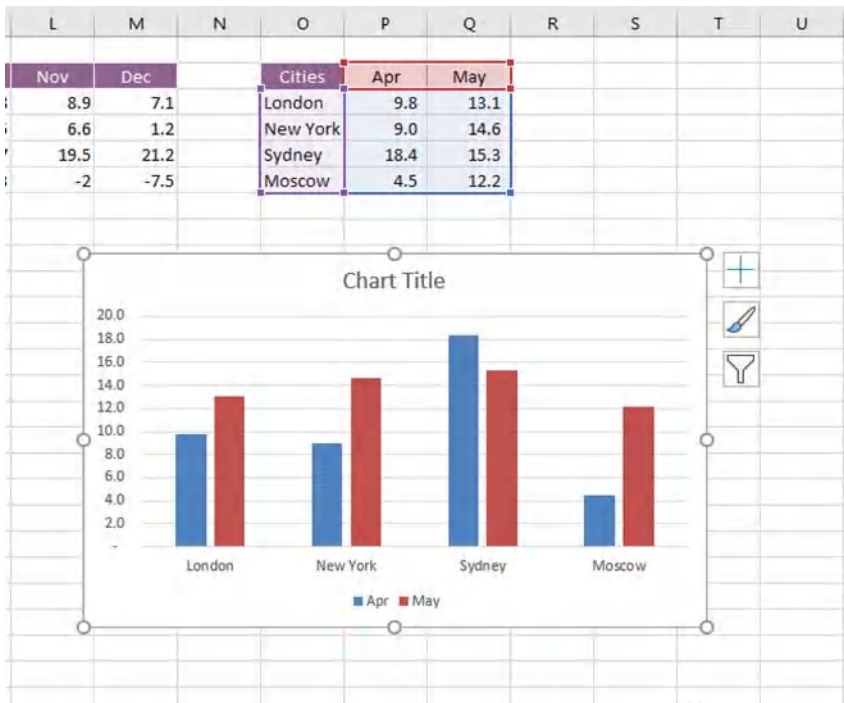 L M N O P Q R S T U
Nov Dec Cities Apr May
8.9 7.1 London 9.8 13.1
6.6 1.2 New York 9.0 14.6
19.5 21.2 Sydney 18.4 15.3
-2 -7.5 Moscow 4.5 12.2
Chart Title
20.0
18.0
16.0
14.0
12.0
10.0
8.0
6.0
4.0
2.0
-
London New York Sydney Moscow
Apr May